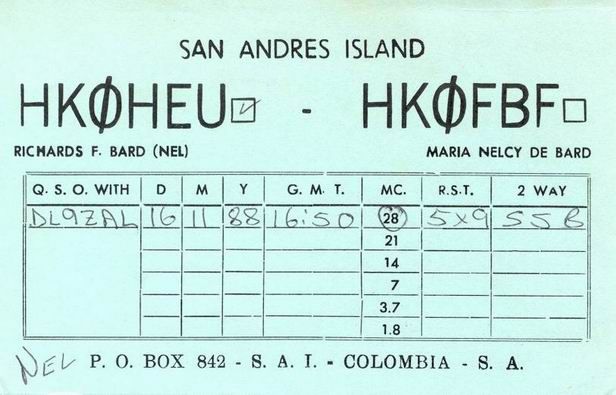 SAN ANDRES ISLAND
HKØHEU ☑ - HKØFBF ☐
RICHARDS F. BARD (NEL) MARIA NELCY DE BARD
Q. S. O. WITH D M Y G. M. T. MC. R.S.T. 2 WAY
DL9ZAL 16 11 88 16:50 28 5x9 SSB
21
14
7
3.7
1.8
NEL P. O. BOX 842 - S. A. I. - COLOMBIA - S. A.